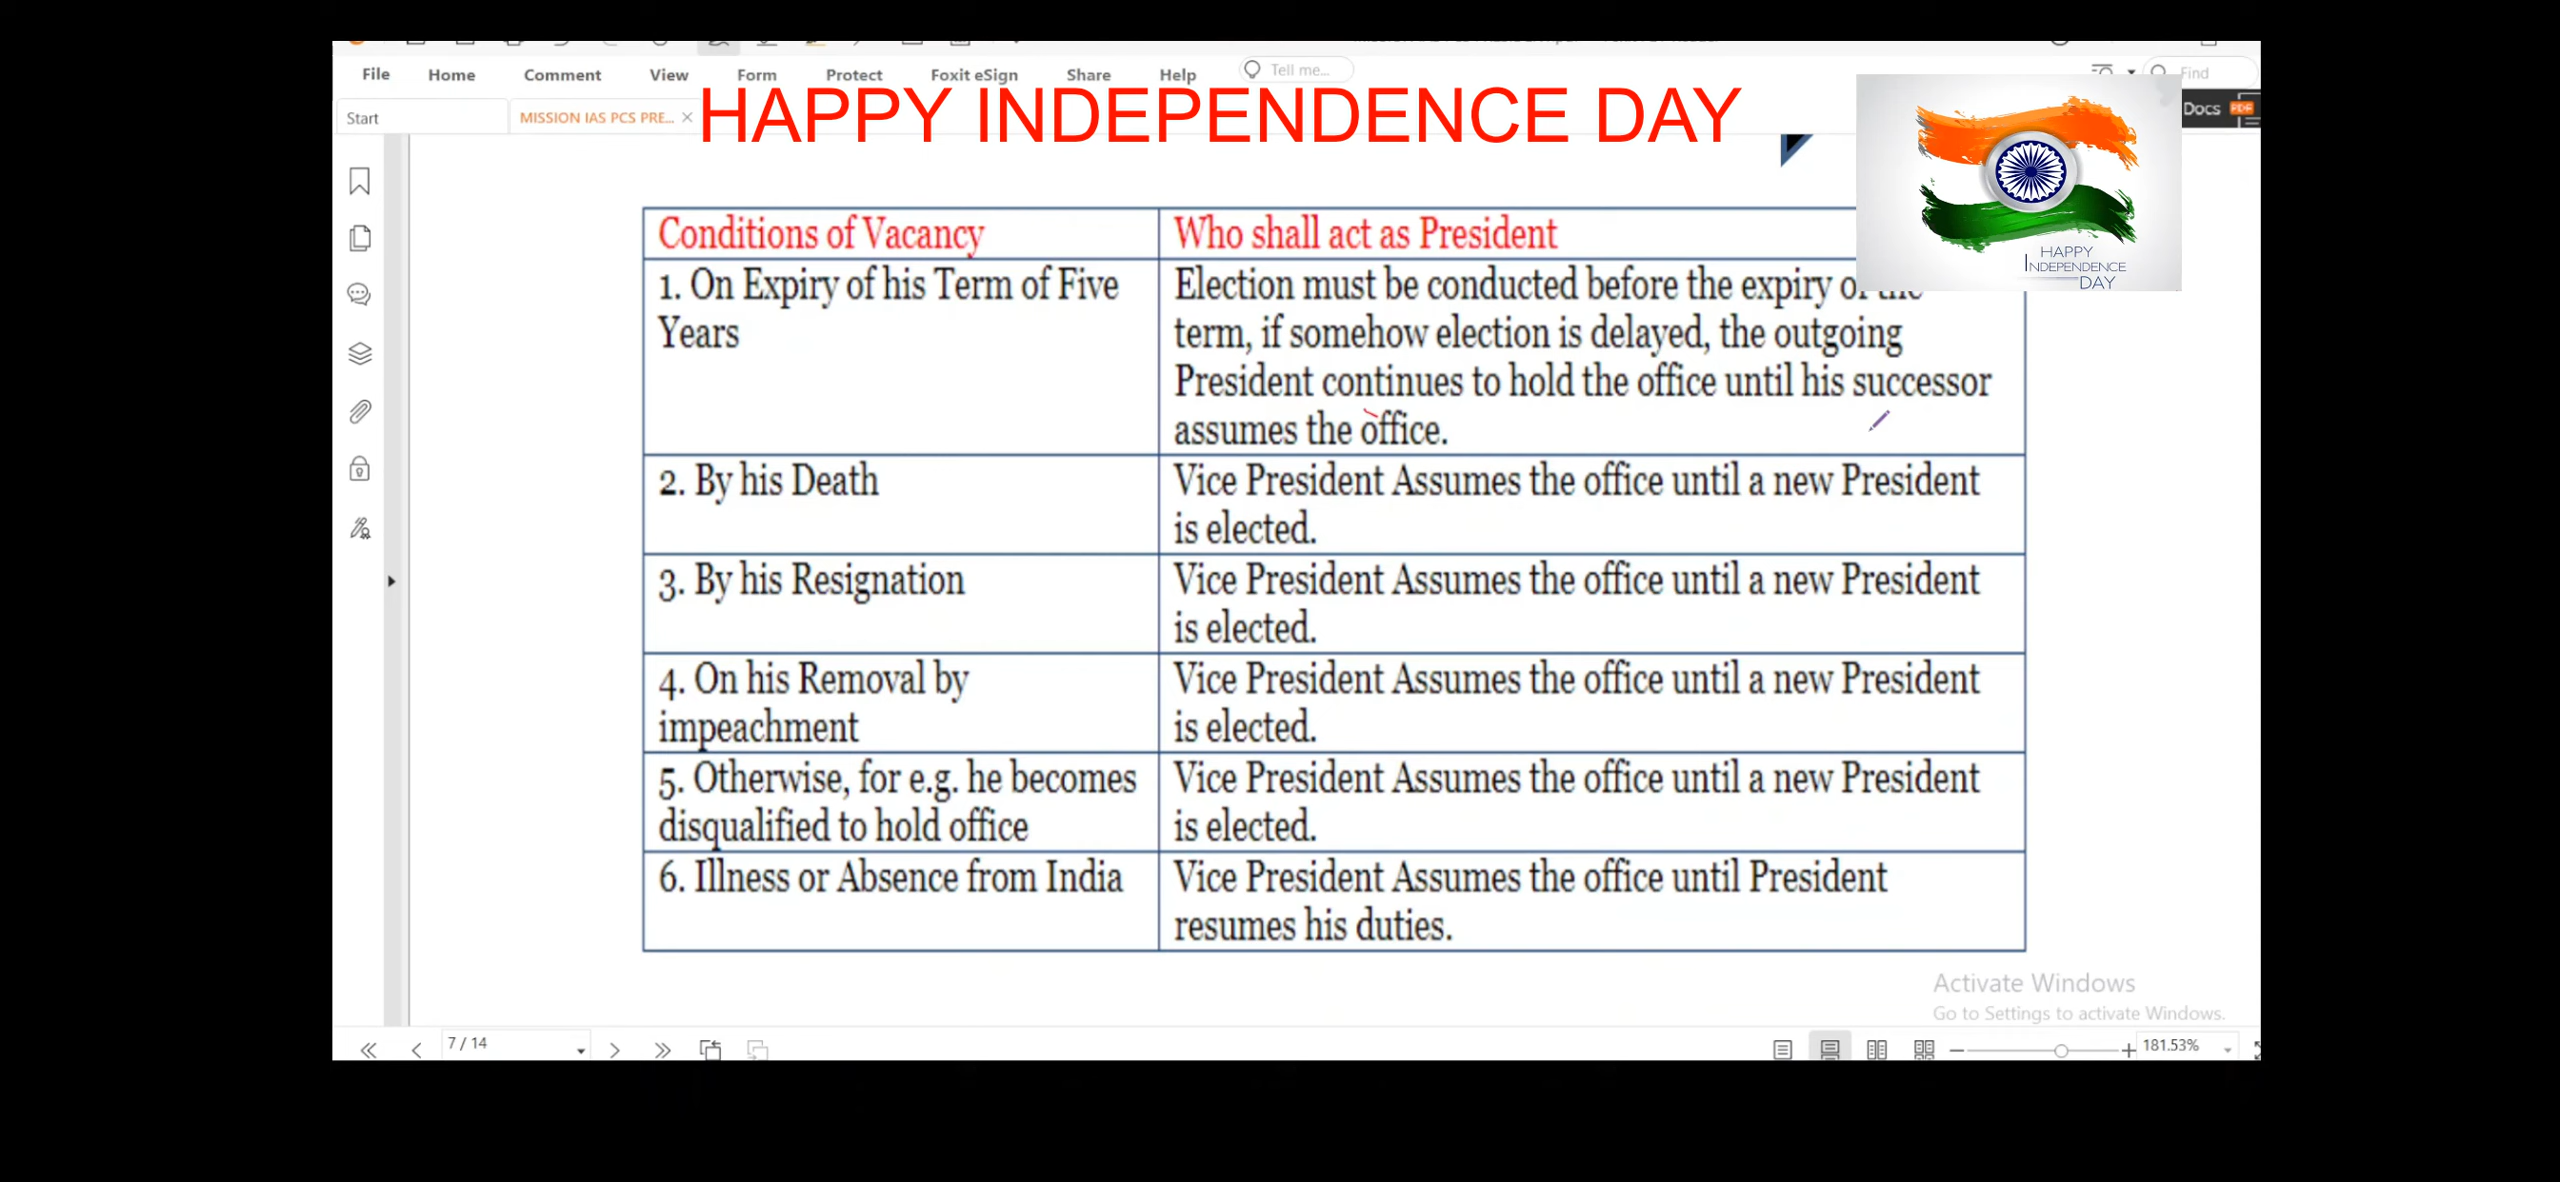 File Home Comment View Form Protect Foxit eSign Share Help Tell me... Find
Start MISSION IAS PCS PRE... HAPPY INDEPENDENCE DAY Docs PDF
HAPPY
INDEPENDENCE
DAY
Conditions of Vacancy
Who shall act as President
1. On Expiry of his Term of Five
Years
Election must be conducted before the expiry of the
term, if somehow election is delayed, the outgoing
President continues to hold the office until his successor
assumes the office.
2. By his Death
Vice President Assumes the office until a new President
is elected.
3. By his Resignation
Vice President Assumes the office until a new President
is elected.
4. On his Removal by
impeachment
Vice President Assumes the office until a new President
is elected.
5. Otherwise, for e.g. he becomes
disqualified to hold office
Vice President Assumes the office until a new President
is elected.
6. Illness or Absence from India
Vice President Assumes the office until President
resumes his duties.
Activate Windows
Go to Settings to activate Windows.
7 / 14 181.53%